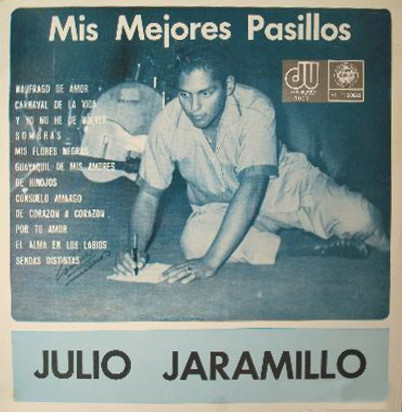 Mis Mejores Pasillos
NAUFRAGO DE AMOR
CARNAVAL DE LA VIDA
Y YO NO HE DE VOLVER
SOMBRAS
MIS FLORES NEGRAS
GUAYAQUIL DE MIS AMORES
DE HINOJOS
CONSUELO AMARGO
DE CORAZON A CORAZON
POR TU AMOR
EL ALMA EN LOS LABIOS
SENDAS DISTINTAS
JULIO JARAMILLO